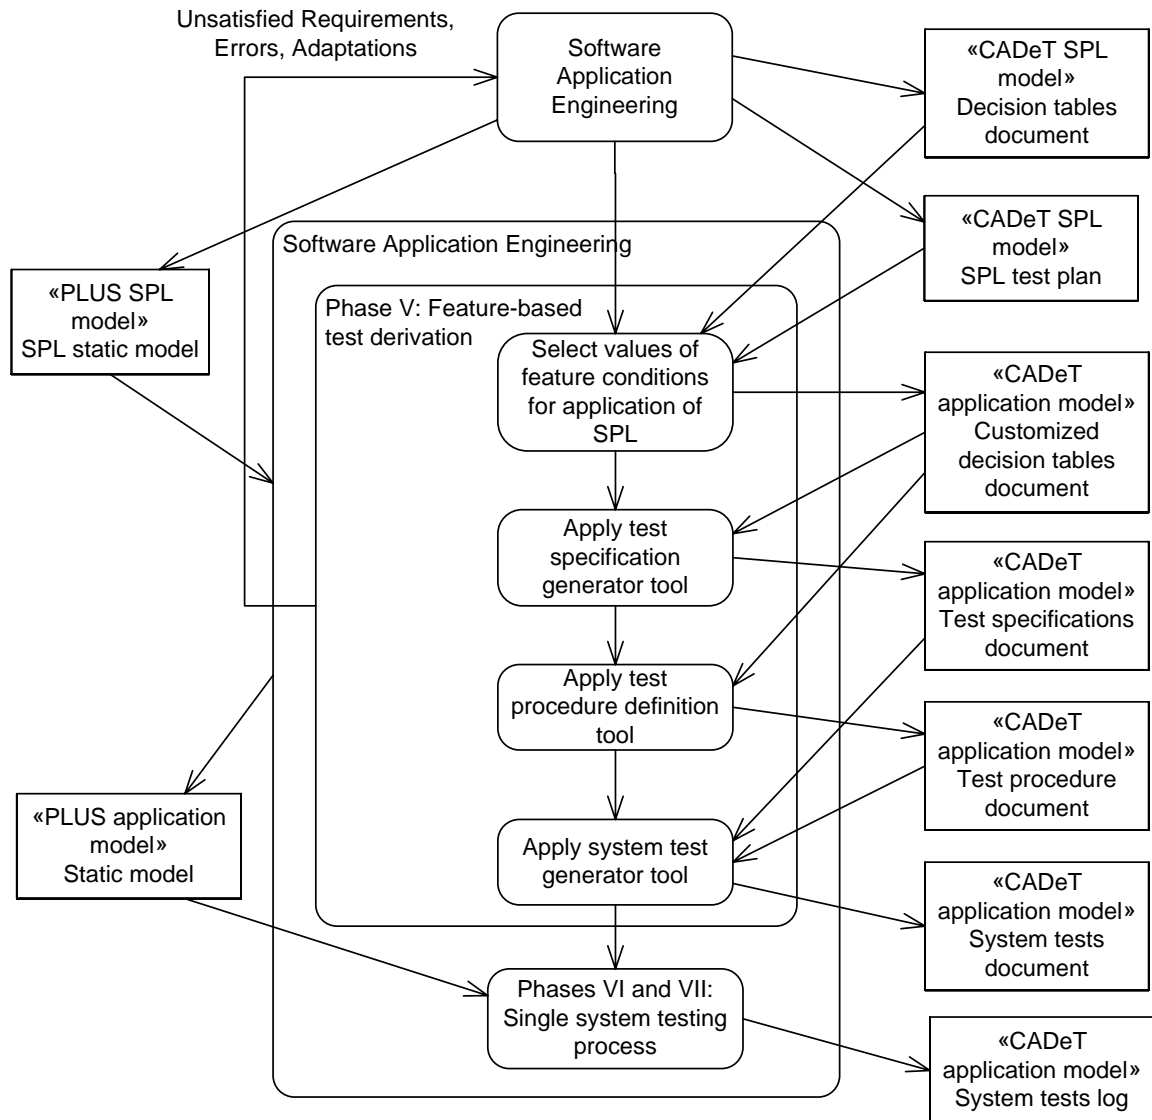 Unsatisfied Requirements,
Errors, Adaptations
Software
Application
Engineering
«CADeT SPL
model»
Decision tables
document
«CADeT SPL
model»
SPL test plan
Software Application Engineering
«PLUS SPL
model»
SPL static model
Phase V: Feature-based
test derivation
Select values of
feature conditions
for application of
SPL
«CADeT
application model»
Customized
decision tables
document
Apply test
specification
generator tool
«CADeT
application model»
Test specifications
document
Apply test
procedure definition
tool
«CADeT
application model»
Test procedure
document
«PLUS application
model»
Static model
Apply system test
generator tool
«CADeT
application model»
System tests
document
Phases VI and VII:
Single system testing
process
«CADeT
application model»
System tests log